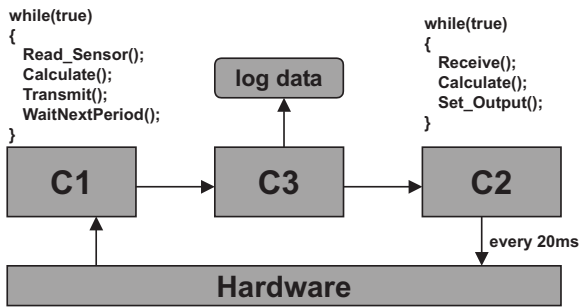 while(true)
{
Read_Sensor();
Calculate();
Transmit();
WaitNextPeriod();
}
log data
while(true)
{
Receive();
Calculate();
Set_Output();
}
C1
C3
C2
every 20ms
Hardware